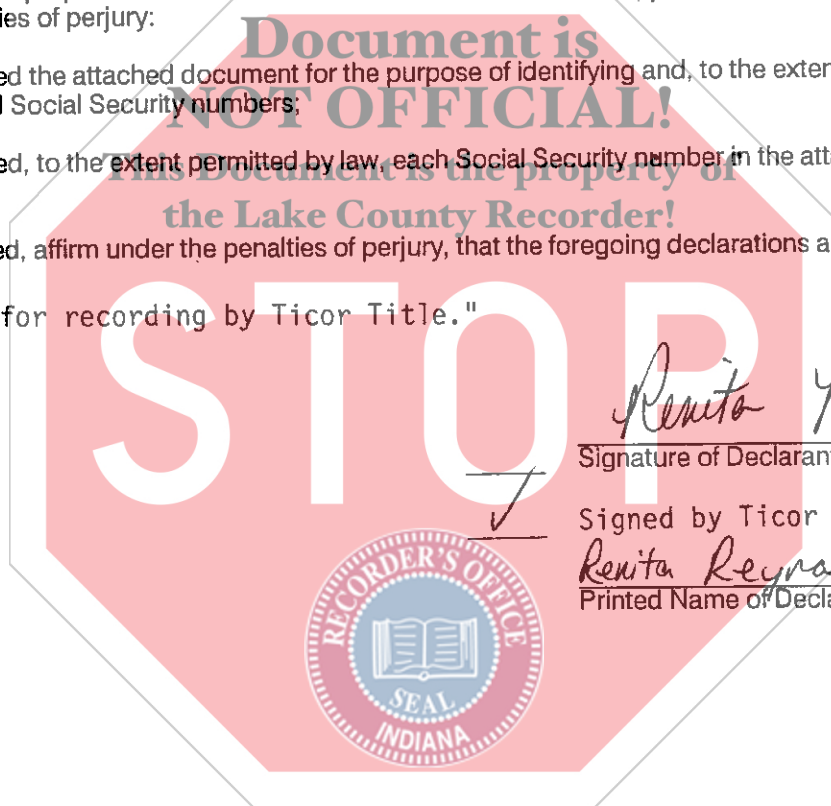 ies of perjury:
Document is
ed the attached document for the purpose of identifying and, to the exten
Social Security numbers;
NOT OFFICIAL!
ed, to the extent permitted by law, each Social Security number in the att
This Document is the property of
the Lake County Recorder!
ed, affirm under the penalties of perjury, that the foregoing declarations a
for recording by Ticor Title."
STOP
Renita
Signature of Declarant
Signed by Ticor
Renita Reyna
Printed Name of Decla
RECORDER'S OFFICE
SEAL
INDIANA